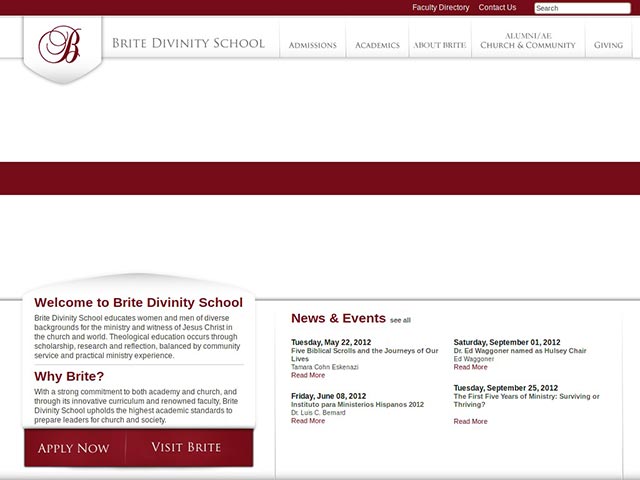 Faculty Directory Contact Us Search
B
BRITE DIVINITY SCHOOL
ADMISSIONS
ACADEMICS
ABOUT BRITE
ALUMNI/AE
CHURCH & COMMUNITY
GIVING
Welcome to Brite Divinity School
Brite Divinity School educates women and men of diverse
backgrounds for the ministry and witness of Jesus Christ in
the church and world. Theological education occurs through
scholarship, research and reflection, balanced by community
service and practical ministry experience.
Why Brite?
With a strong commitment to both academy and church, and
through its innovative curriculum and renowned faculty, Brite
Divinity School upholds the highest academic standards to
prepare leaders for church and society.
APPLY NOW
VISIT BRITE
News & Events see all
Tuesday, May 22, 2012
Five Biblical Scrolls and the Journeys of Our
Lives
Tamara Cohn Eskenazi
Read More
Friday, June 08, 2012
Instituto para Ministerios Hispanos 2012
Dr. Luis C. Bernard
Read More
Saturday, September 01, 2012
Dr. Ed Waggoner named as Hulsey Chair
Ed Waggoner
Read More
Tuesday, September 25, 2012
The First Five Years of Ministry: Surviving or
Thriving?
Read More